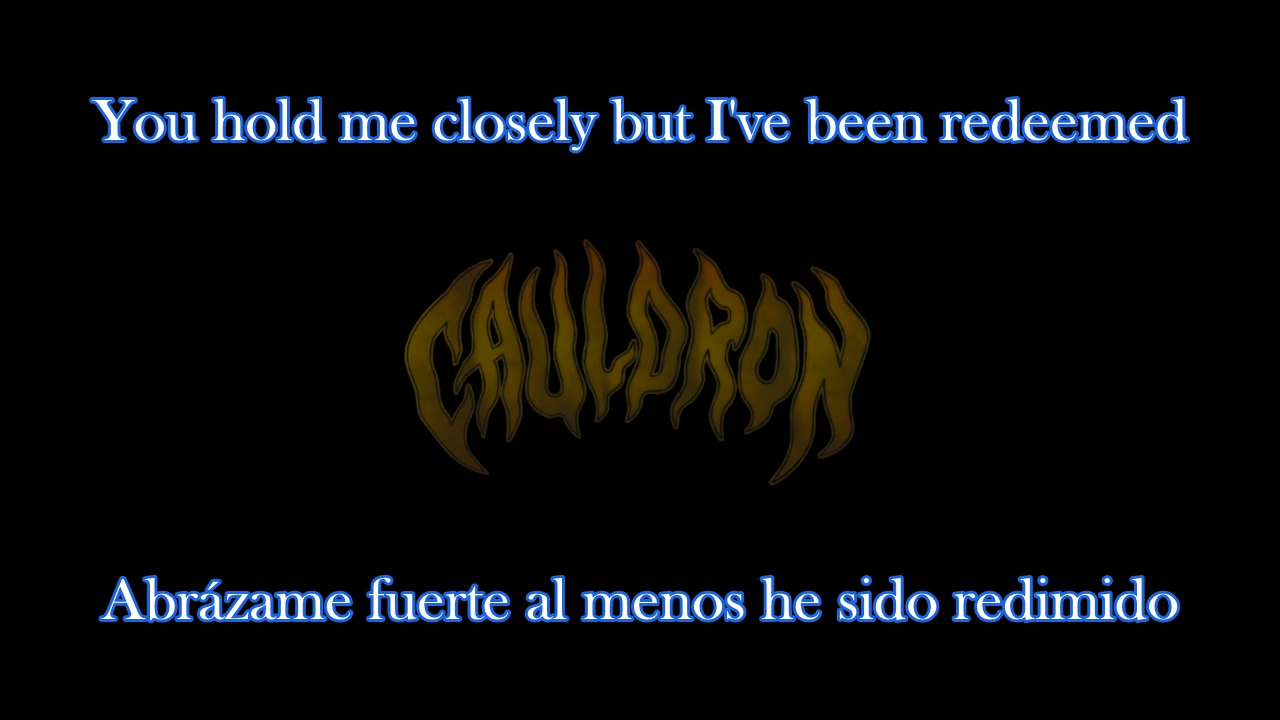 You hold me closely but I've been redeemed
CAULDRON
Abrázame fuerte al menos he sido redimido